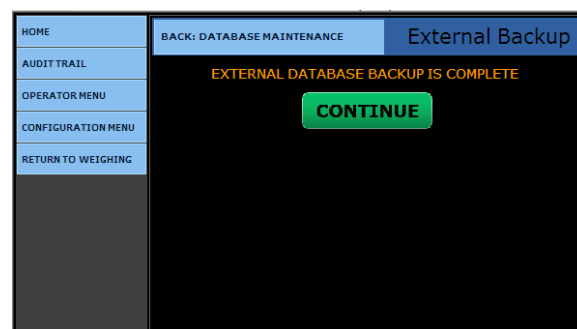 HOME
AUDIT TRAIL
OPERATOR MENU
CONFIGURATION MENU
RETURN TO WEIGHING
BACK: DATABASE MAINTENANCE
External Backup
EXTERNAL DATABASE BACKUP IS COMPLETE
CONTINUE